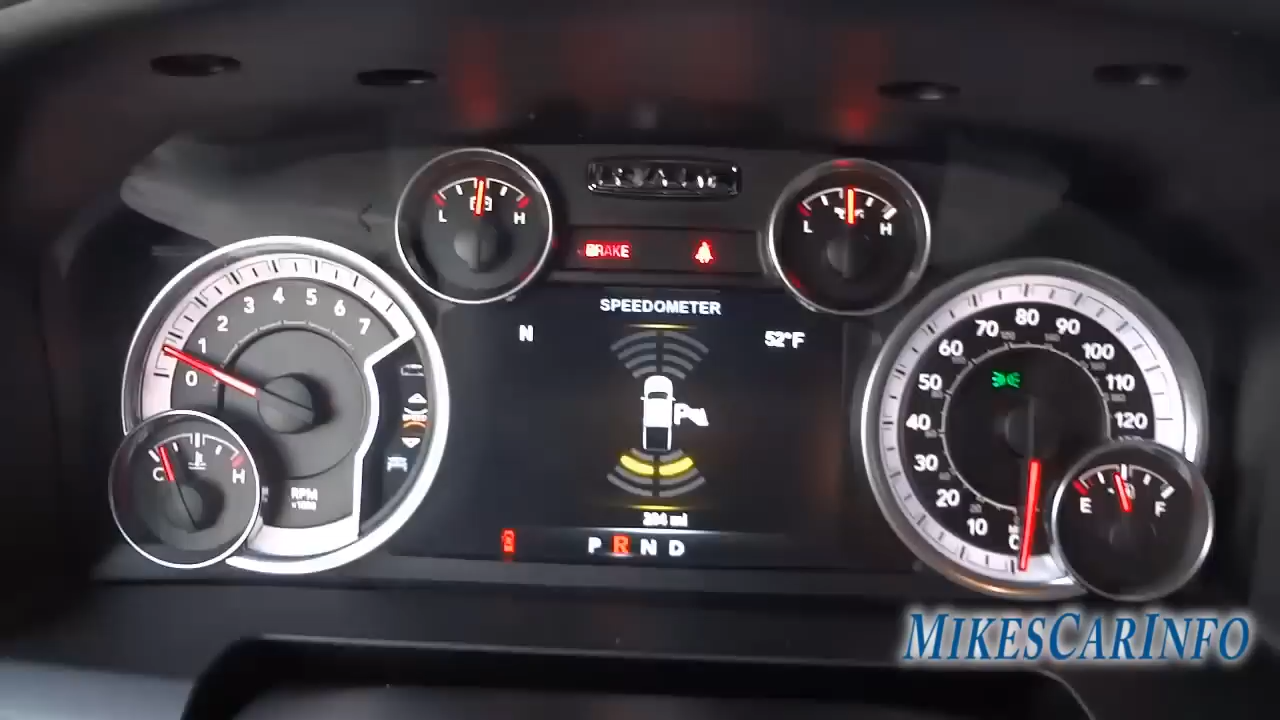 RAM
L H
BRAKE
L H
SPEEDOMETER
N 52°F
0 1 2 3 4 5 6 7
RPM
x1000
C H
P
PRND
10 20 30 40 50 60 70 80 90 100 110 120
E F
MIKESCARINFO